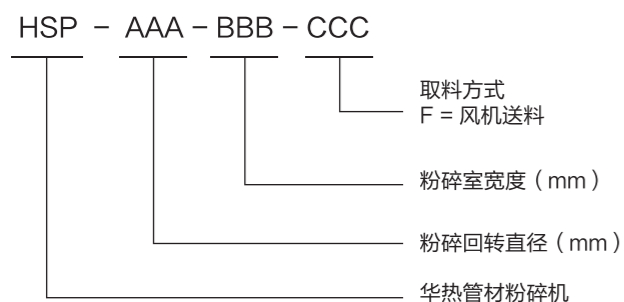 HSP – AAA – BBB – CCC
取料方式
F = 风机送料
粉碎室宽度（mm）
粉碎回转直径（mm）
华热管材粉碎机